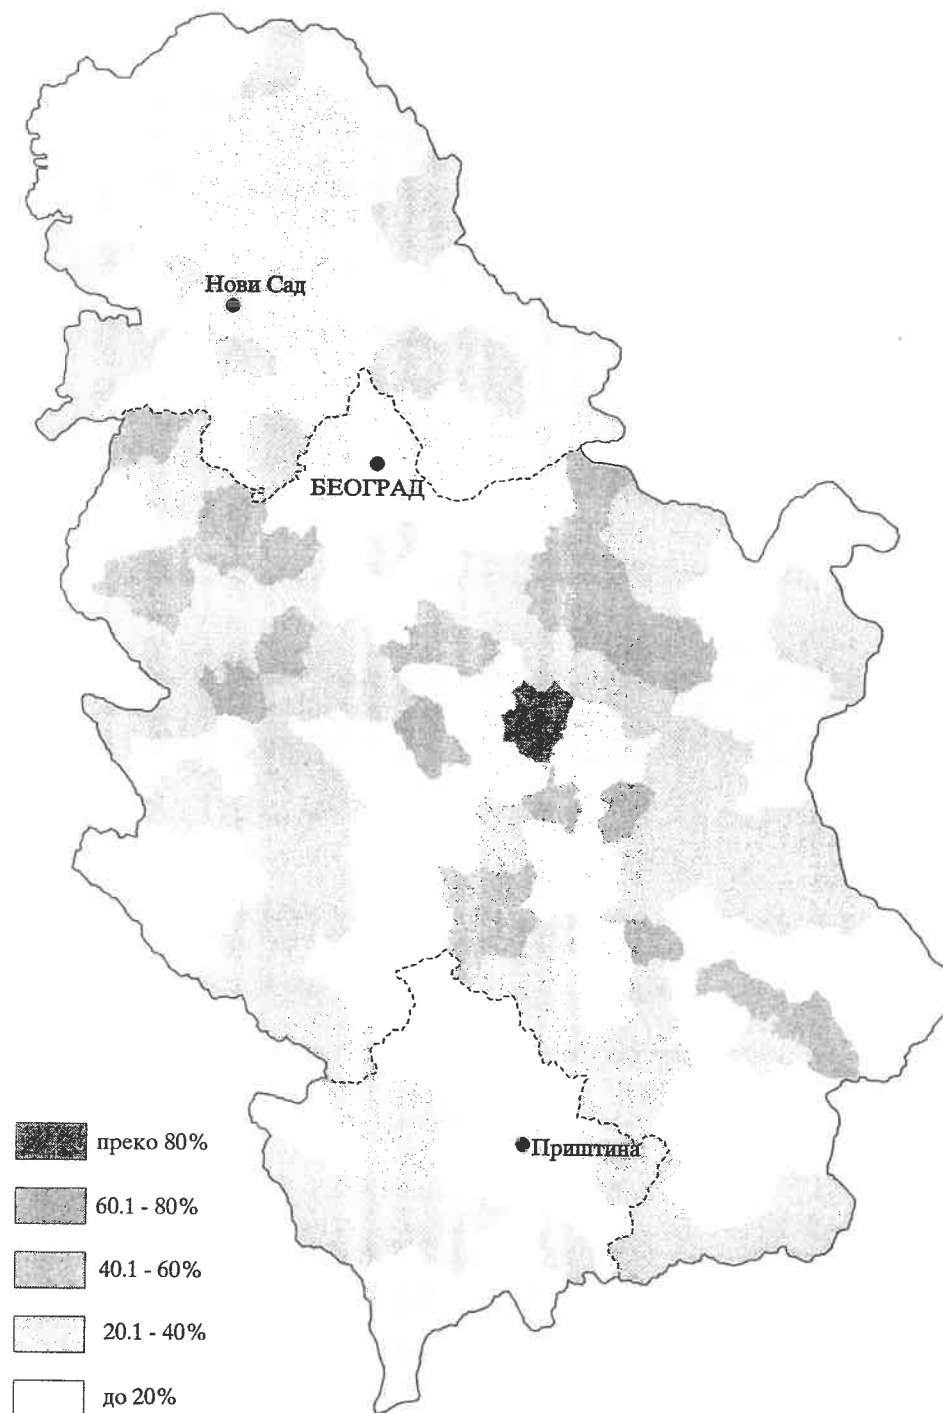 Нови Сад
БЕОГРАД
Приштина
преко 80%
60.1 - 80%
40.1 - 60%
20.1 - 40%
до 20%